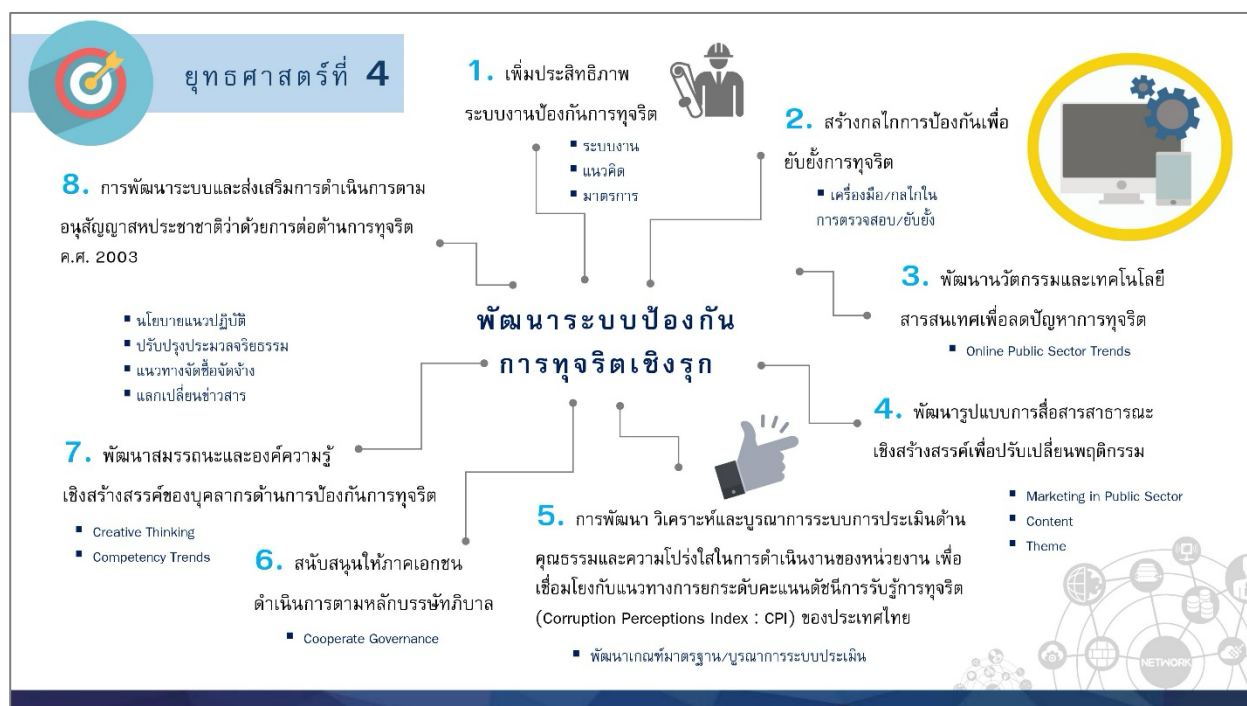 ยุทธศาสตร์ที่ 4
1. เพิ่มประสิทธิภาพ
ระบบงานป้องกันการทุจริต
▪ ระบบงาน
▪ แนวคิด
▪ มาตรการ
2. สร้างกลไกการป้องกันเพื่อ
ยับยั้งการทุจริต
▪ เครื่องมือ/กลไกใน
การตรวจสอบ/ยับยั้ง
3. พัฒนานวัตกรรมและเทคโนโลยี
สารสนเทศเพื่อลดปัญหาการทุจริต
▪ Online Public Sector Trends
4. พัฒนารูปแบบการสื่อสารสาธารณะ
เชิงสร้างสรรค์เพื่อปรับเปลี่ยนพฤติกรรม
▪ Marketing in Public Sector
▪ Content
▪ Theme
5. การพัฒนา วิเคราะห์และบูรณาการระบบการประเมินด้าน
คุณธรรมและความโปร่งใสในการดำเนินงานของหน่วยงาน เพื่อ
เชื่อมโยงกับแนวทางการยกระดับคะแนนดัชนีการรับรู้การทุจริต
(Corruption Perceptions Index : CPI) ของประเทศไทย
▪ พัฒนาเกณฑ์มาตรฐาน/บูรณาการระบบประเมิน
6. สนับสนุนให้ภาคเอกชน
ดำเนินการตามหลักบรรษัทภิบาล
▪ Cooperate Governance
7. พัฒนาสมรรถนะและองค์ความรู้
เชิงสร้างสรรค์ของบุคลากรด้านการป้องกันการทุจริต
▪ Creative Thinking
▪ Competency Trends
8. การพัฒนาระบบและส่งเสริมการดำเนินการตาม
อนุสัญญาสหประชาชาติว่าด้วยการต่อต้านการทุจริต
ค.ศ. 2003
▪ นโยบายแนวปฏิบัติ
▪ ปรับปรุงประมวลจริยธรรม
▪ แนวทางจัดซื้อจัดจ้าง
▪ แลกเปลี่ยนข่าวสาร
พัฒนาระบบป้องกัน
การทุจริตเชิงรุก
NETWORK